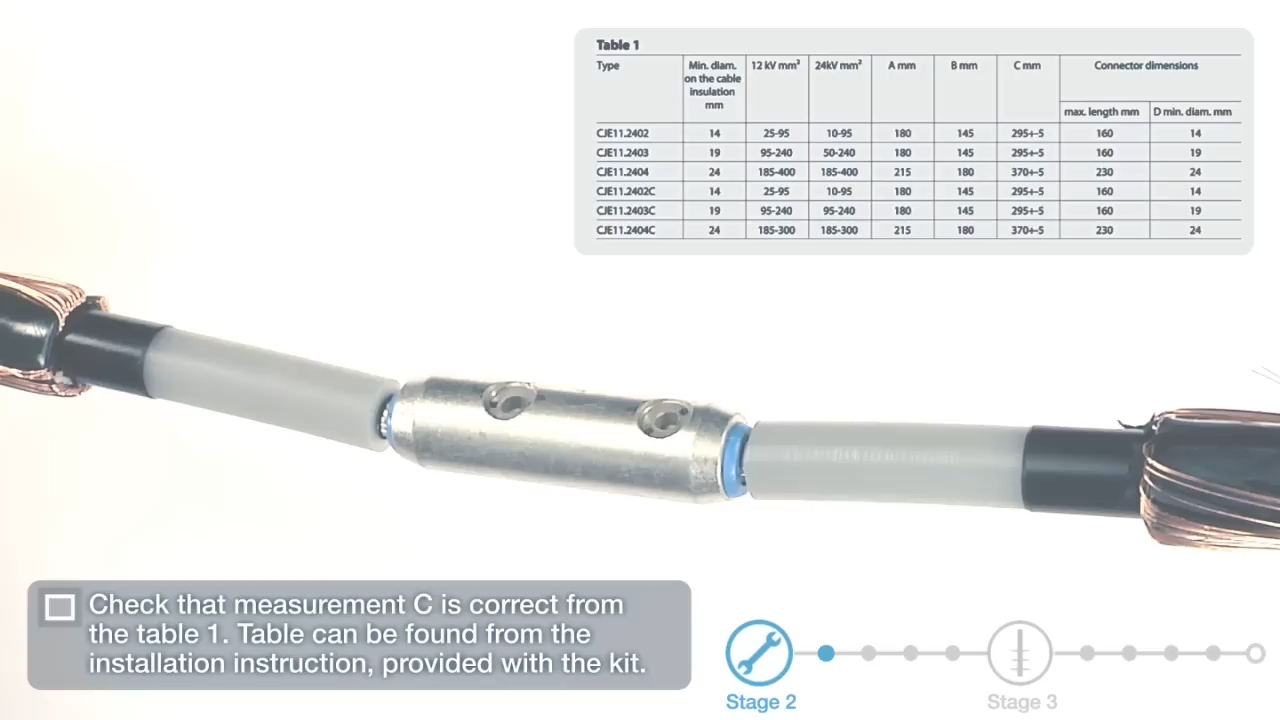 Table 1
Type Min. diam. on the cable insulation mm 12 kV mm² 24kV mm² A mm B mm C mm Connector dimensions
max. length mm D min. diam. mm
CJE11.2402 14 25-95 10-95 180 145 295+-5 160 14
CJE11.2403 19 95-240 50-240 180 145 295+-5 160 19
CJE11.2404 24 185-400 185-400 215 180 370+-5 230 24
CJE11.2402C 14 25-95 10-95 180 145 295+-5 160 14
CJE11.2403C 19 95-240 95-240 180 145 295+-5 160 19
CJE11.2404C 24 185-300 185-300 215 180 370+-5 230 24
Check that measurement C is correct from
the table 1. Table can be found from the
installation instruction, provided with the kit.
Stage 2 Stage 3